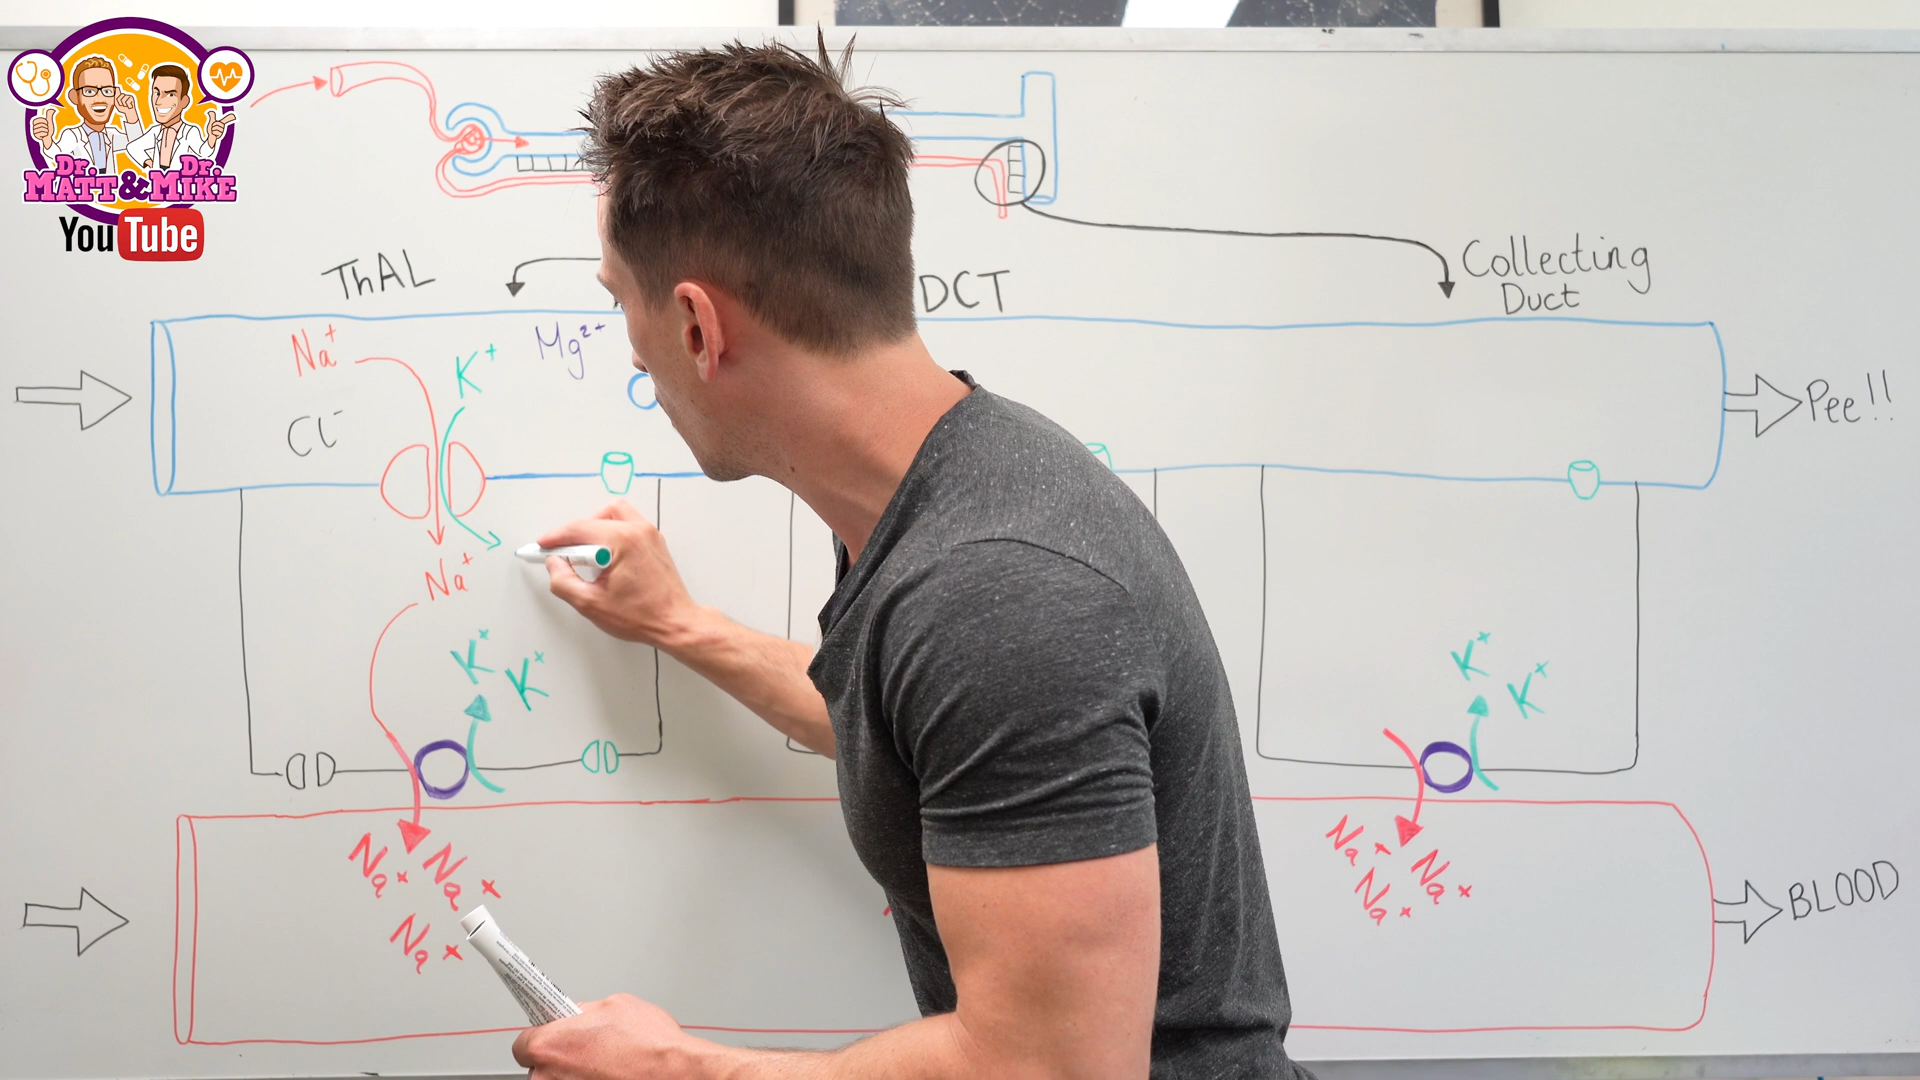 Dr. Dr.
MATT & MIKE
YouTube
ThAL
DCT
Collecting
Duct
Na⁺
K⁺
Mg²⁺
Cl⁻
Pee!!
Na⁺
K⁺ K⁺
K⁺ K⁺
Na⁺ Na⁺
Na⁺
Na⁺ Na⁺
Na⁺
BLOOD